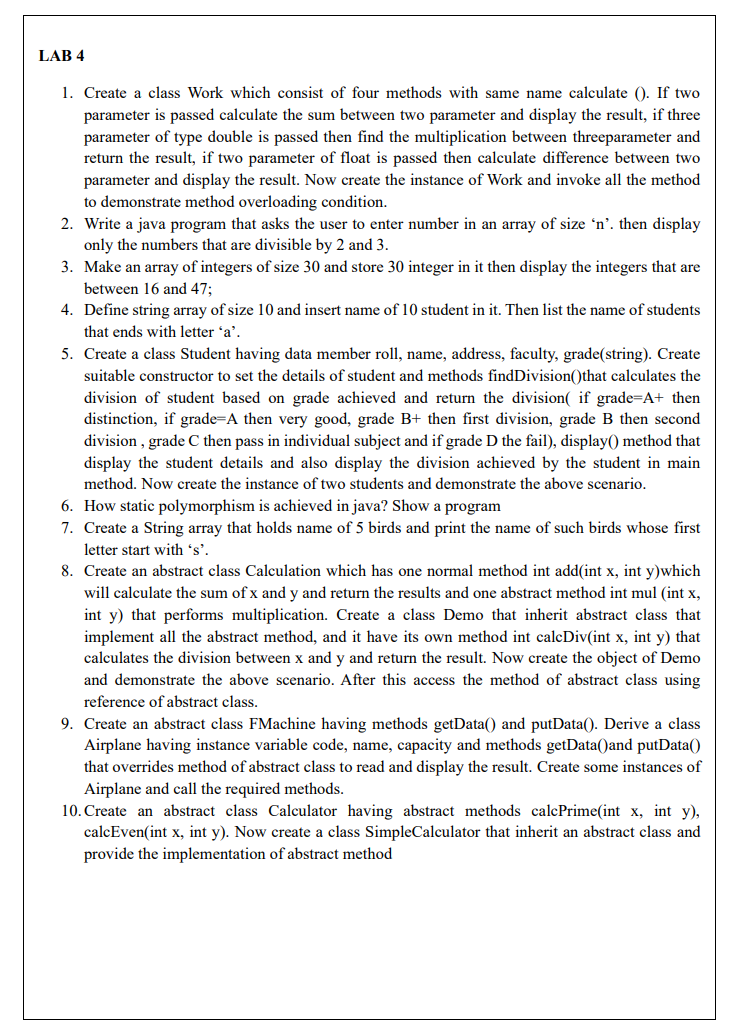 LAB 4
1. Create a class Work which consist of four methods with same name calculate (). If two
parameter is passed calculate the sum between two parameter and display the result, if three
parameter of type double is passed then find the multiplication between threeparameter and
return the result, if two parameter of float is passed then calculate difference between two
parameter and display the result. Now create the instance of Work and invoke all the method
to demonstrate method overloading condition.
2. Write a java program that asks the user to enter number in an array of size ‘n’. then display
only the numbers that are divisible by 2 and 3.
3. Make an array of integers of size 30 and store 30 integer in it then display the integers that are
between 16 and 47;
4. Define string array of size 10 and insert name of 10 student in it. Then list the name of students
that ends with letter ‘a’.
5. Create a class Student having data member roll, name, address, faculty, grade(string). Create
suitable constructor to set the details of student and methods findDivision()that calculates the
division of student based on grade achieved and return the division( if grade=A+ then
distinction, if grade=A then very good, grade B+ then first division, grade B then second
division , grade C then pass in individual subject and if grade D the fail), display() method that
display the student details and also display the division achieved by the student in main
method. Now create the instance of two students and demonstrate the above scenario.
6. How static polymorphism is achieved in java? Show a program
7. Create a String array that holds name of 5 birds and print the name of such birds whose first
letter start with ‘s’.
8. Create an abstract class Calculation which has one normal method int add(int x, int y)which
will calculate the sum of x and y and return the results and one abstract method int mul (int x,
int y) that performs multiplication. Create a class Demo that inherit abstract class that
implement all the abstract method, and it have its own method int calcDiv(int x, int y) that
calculates the division between x and y and return the result. Now create the object of Demo
and demonstrate the above scenario. After this access the method of abstract class using
reference of abstract class.
9. Create an abstract class FMachine having methods getData() and putData(). Derive a class
Airplane having instance variable code, name, capacity and methods getData()and putData()
that overrides method of abstract class to read and display the result. Create some instances of
Airplane and call the required methods.
10. Create an abstract class Calculator having abstract methods calcPrime(int x, int y),
calcEven(int x, int y). Now create a class SimpleCalculator that inherit an abstract class and
provide the implementation of abstract method